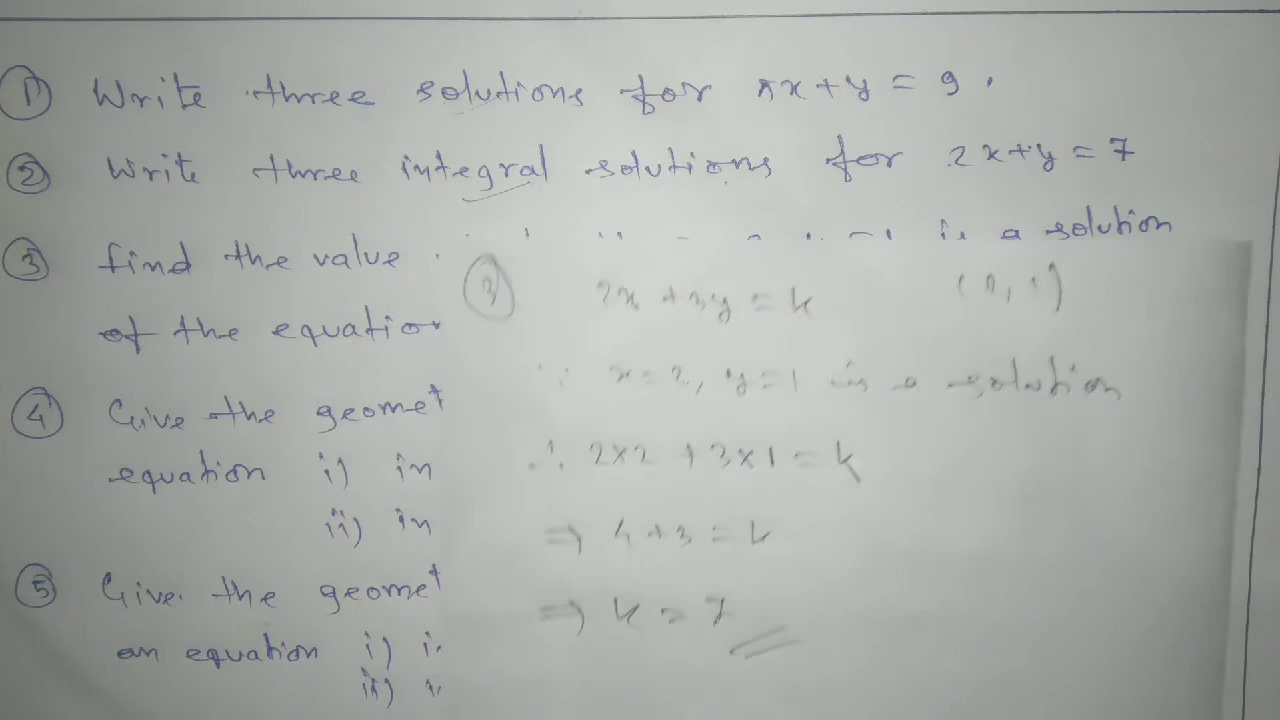 ① Write three solutions for πx+y = 9.
② Write three integral solutions for 2x+y = 7
③ find the value
is a solution
of the equation
④ Give the geomet
equation i) in
ii) in
⑤ Give the geomet
an equation i) i
ii)
③ 2x + 3y = k (2,1)
∵ x=2, y=1 is a solution
∴ 2×2 + 3×1 = k
⇒ 4+3 = k
⇒ k = 7